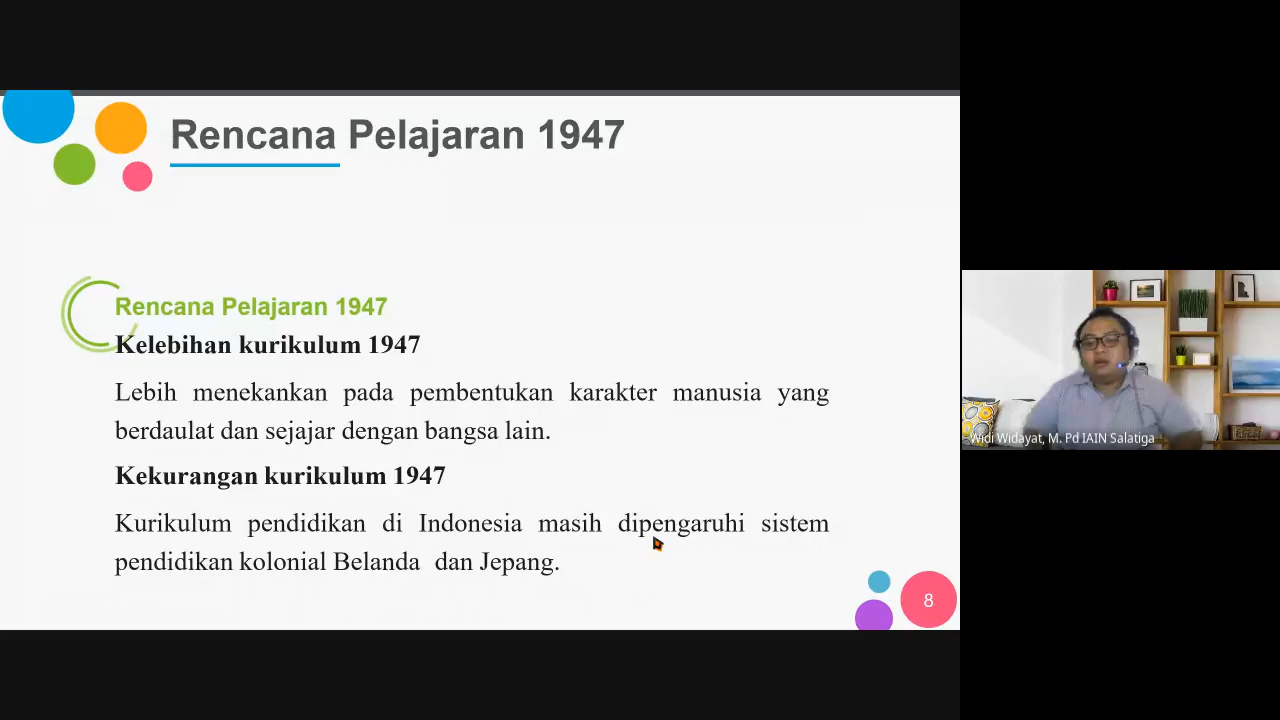 Rencana Pelajaran 1947
Rencana Pelajaran 1947
Kelebihan kurikulum 1947
Lebih menekankan pada pembentukan karakter manusia yang
berdaulat dan sejajar dengan bangsa lain.
Kekurangan kurikulum 1947
Kurikulum pendidikan di Indonesia masih dipengaruhi sistem
pendidikan kolonial Belanda dan Jepang.
8
Widi Widayat, M. Pd IAIN Salatiga